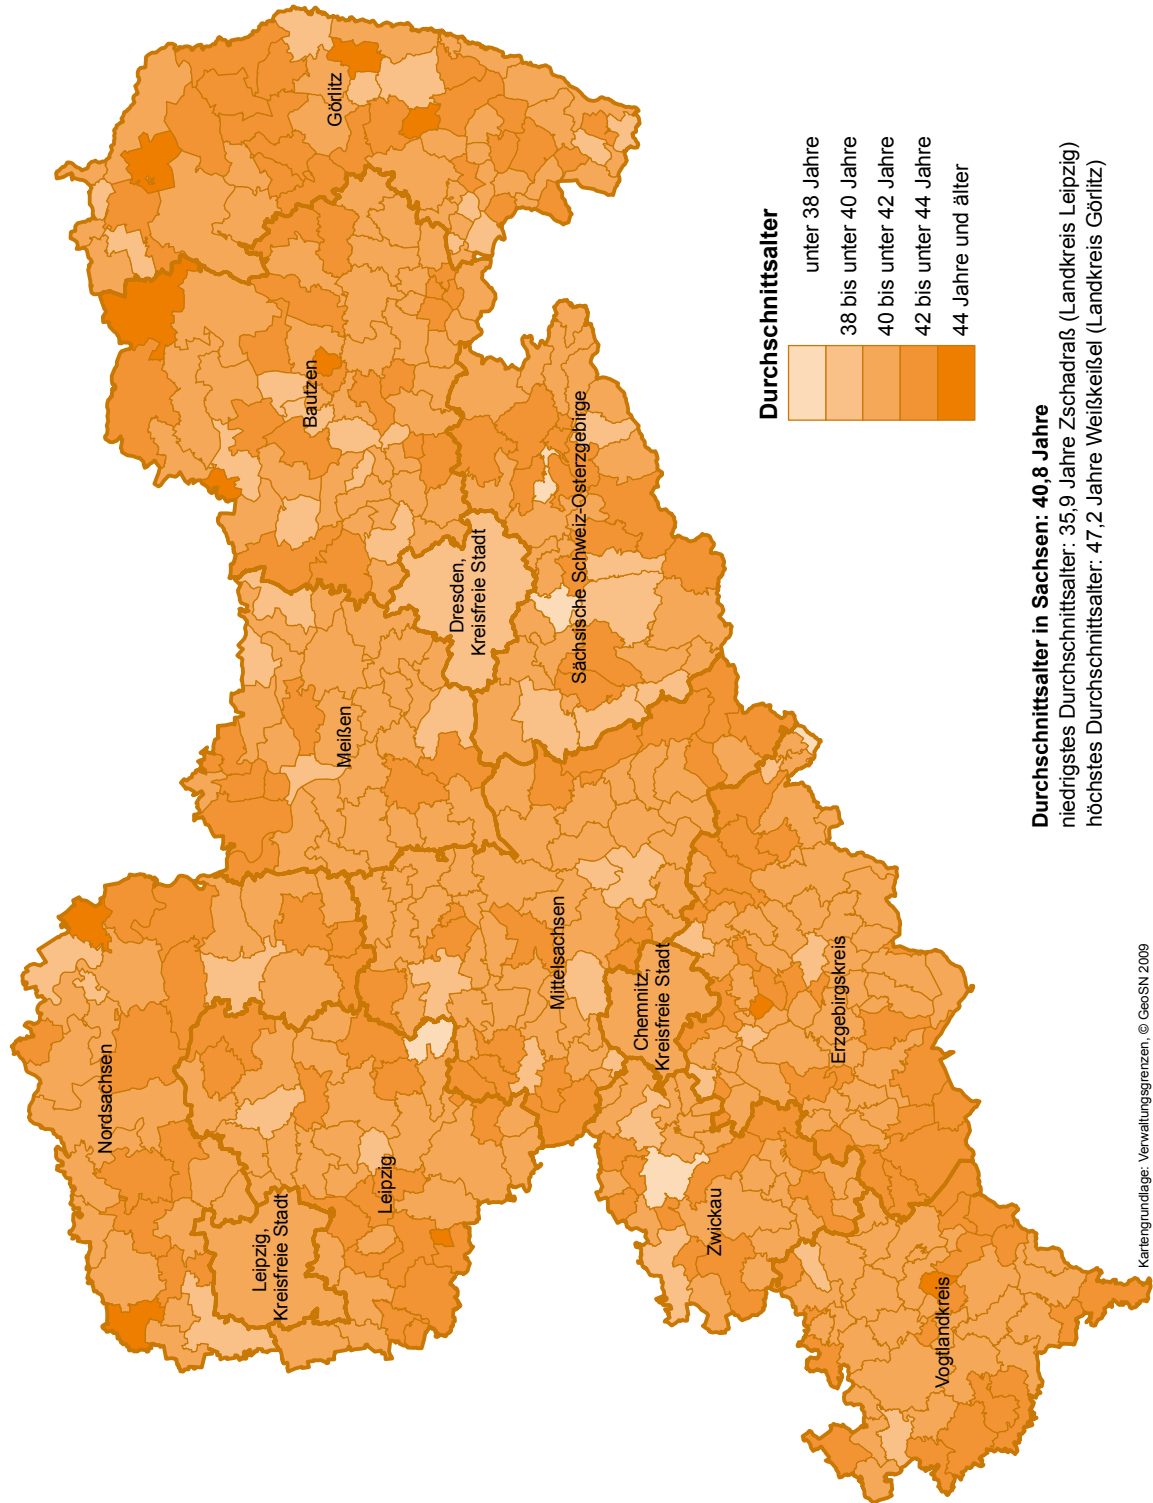 Nordsachsen
Leipzig,
Kreisfreie Stadt
Leipzig
Meißen
Bautzen
Görlitz
Dresden,
Kreisfreie Stadt
Sächsische Schweiz-Osterzgebirge
Mittelsachsen
Chemnitz,
Kreisfreie Stadt
Zwickau
Erzgebirgskreis
Vogtlandkreis
Durchschnittsalter
unter 38 Jahre
38 bis unter 40 Jahre
40 bis unter 42 Jahre
42 bis unter 44 Jahre
44 Jahre und älter
Durchschnittsalter in Sachsen: 40,8 Jahre
niedrigstes Durchschnittsalter: 35,9 Jahre Zschadraß (Landkreis Leipzig)
höchstes Durchschnittsalter: 47,2 Jahre Weißkeißel (Landkreis Görlitz)
Kartengrundlage: Verwaltungsgrenzen, © GeoSN 2009